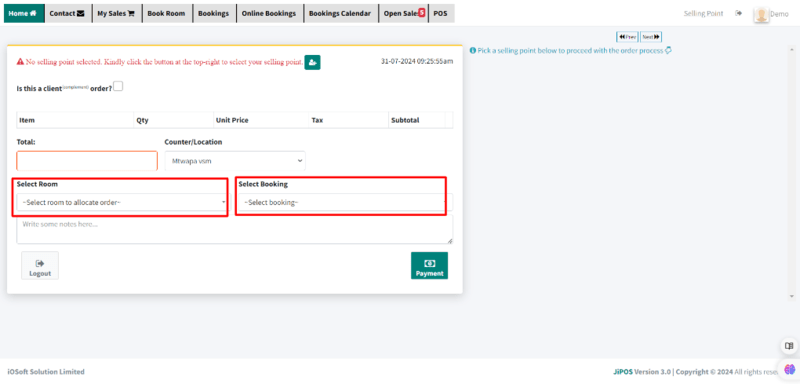 Home Contact My Sales Book Room Bookings Online Bookings Bookings Calendar Open Sales 5 POS Selling Point Demo
Prev Next
No selling point selected. Kindly click the button at the top-right to select your selling point. 31-07-2024 09:25:55am
Pick a selling point below to proceed with the order process
Is this a client (complement) order?
Item Qty Unit Price Tax Subtotal
Total: Counter/Location
Mtwapa vsm
Select Room Select Booking
~Select room to allocate order~ ~Select booking~
Write some notes here...
Logout Payment
iOSoft Solution Limited JiPOS Version 3.0 | Copyright © 2024 All rights